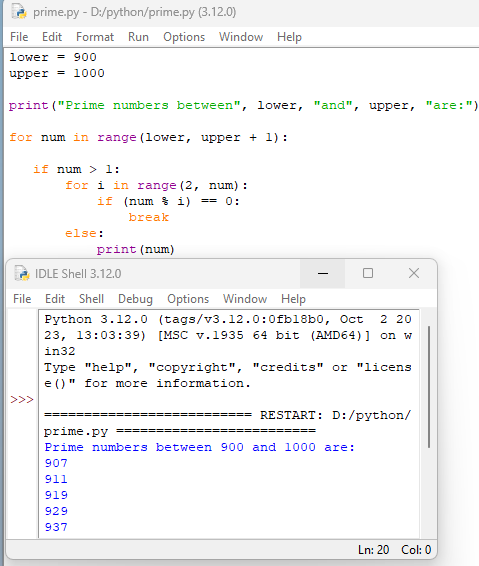 prime.py - D:/python/prime.py (3.12.0)
File Edit Format Run Options Window Help
lower = 900
upper = 1000
print("Prime numbers between", lower, "and", upper, "are:")
for num in range(lower, upper + 1):
if num > 1:
for i in range(2, num):
if (num % i) == 0:
break
else:
print(num)
IDLE Shell 3.12.0
File Edit Shell Debug Options Window Help
Python 3.12.0 (tags/v3.12.0:0fb18b0, Oct  2 20
23, 13:03:39) [MSC v.1935 64 bit (AMD64)] on w
in32
Type "help", "copyright", "credits" or "licens
e()" for more information.
>>>
========================== RESTART: D:/python/
prime.py =========================
Prime numbers between 900 and 1000 are:
907
911
919
929
937
Ln: 20 Col: 0